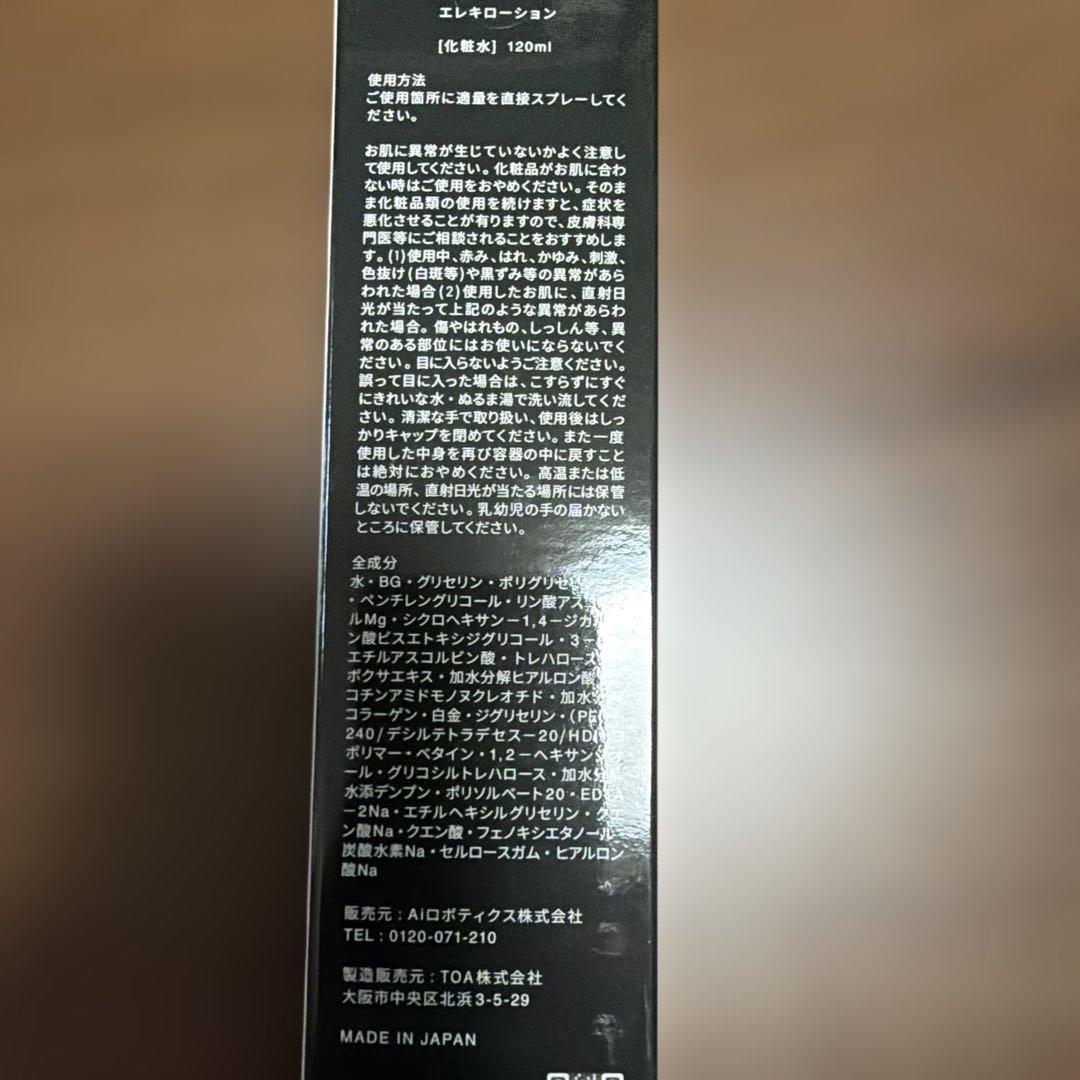 エレキローション
[化粧水] 120ml
使用方法
ご使用箇所に適量を直接スプレーしてく
ださい。
お肌に異常が生じていないかよく注意し
て使用してください。化粧品がお肌に合わ
ない時はご使用をおやめください。そのま
ま化粧品類の使用を続けますと、症状を
悪化させることが有りますので、皮膚科専
門医等にご相談されることをおすすめしま
す。(1)使用中、赤み、はれ、かゆみ、刺激、
色抜け(白斑等)や黒ずみ等の異常があら
われた場合(2)使用したお肌に、直射日
光が当たって上記のような異常があらわ
れた場合。傷やはれもの、しっしん等、異
常のある部位にはお使いにならないでく
ださい。目に入らないようご注意ください。
誤って目に入った場合は、こすらずにすぐ
にきれいな水・ぬるま湯で洗い流してくだ
さい。清潔な手で取り扱い、使用後はしっ
かりキャップを閉めてください。また一度
使用した中身を再び容器の中に戻すこと
は絶対におやめください。高温または低
温の場所、直射日光が当たる場所には保管
しないでください。乳幼児の手の届かない
ところに保管してください。
全成分
水・BG・グリセリン・ポリグリセリ
・ペンチレングリコール・リン酸アス
ルMg・シクロヘキサン－1,4－ジカ
ン酸ビスエトキシジグリコール・3－
エチルアスコルビン酸・トレハロース
ボクサエキス・加水分解ヒアルロン酸
コチンアミドモノヌクレオチド・加水分解
コラーゲン・白金・ジグリセリン・(PE
240/デシルテトラデセス－20/HD
ポリマー・ベタイン・1,2－ヘキサンジオ
ール・グリコシルトレハロース・加水分解
水添デンプン・ポリソルベート20・EDTA
－2Na・エチルヘキシルグリセリン・クエ
ン酸Na・クエン酸・フェノキシエタノール・
炭酸水素Na・セルロースガム・ヒアルロン
酸Na
販売元：Aiロボティクス株式会社
TEL：0120-071-210
製造販売元：TOA株式会社
大阪市中央区北浜3-5-29
MADE IN JAPAN